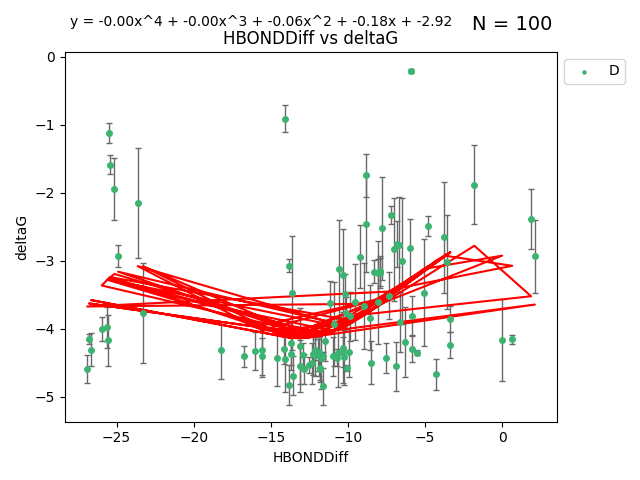 y = -0.00x^4 + -0.00x^3 + -0.06x^2 + -0.18x + -2.92
N = 100
HBONDDiff vs deltaG
D
deltaG
0
−1
−2
−3
−4
−5
−25
−20
−15
−10
−5
0
HBONDDiff